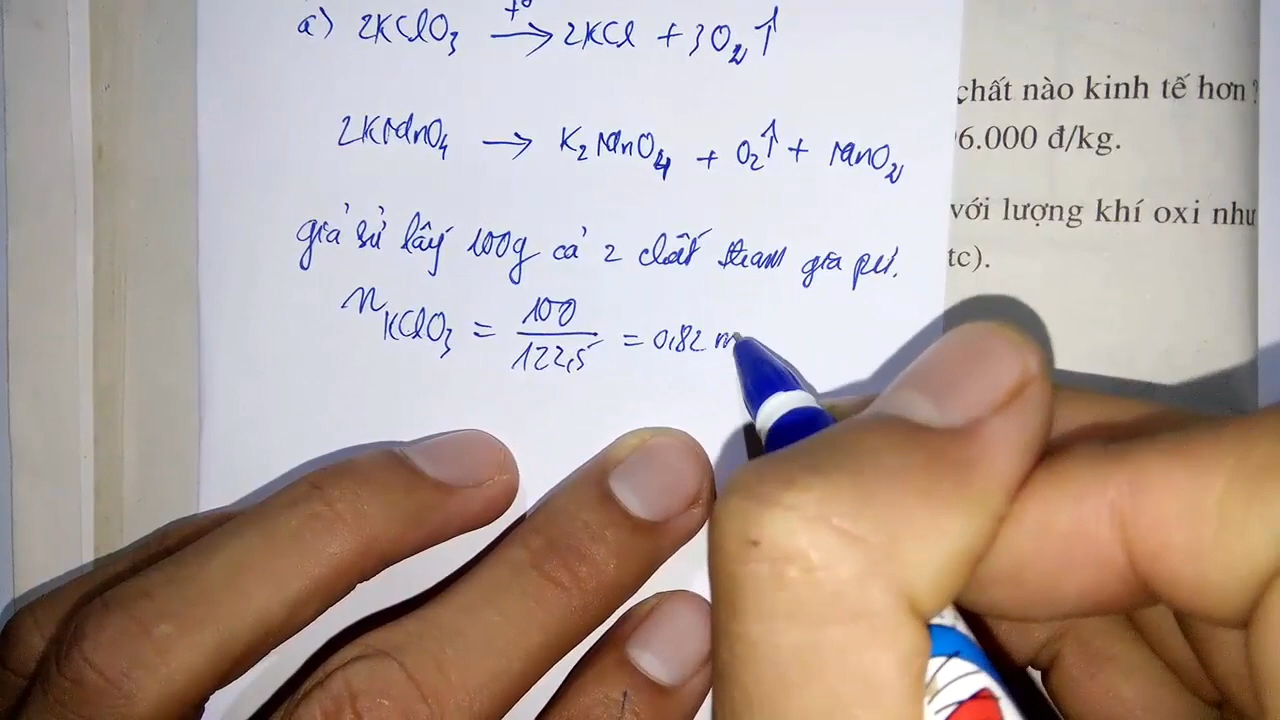 a) 2KClO₃ →t° 2KCl + 3O₂↑
2KMnO₄ → K₂MnO₄ + O₂↑ + MnO₂
giả sử lấy 100g cả 2 chất tham gia pứ.
nKClO₃ = 100/122,5 = 0,82 m
chất nào kinh tế hơn ?
6.000 đ/kg.
với lượng khí oxi như
tc).